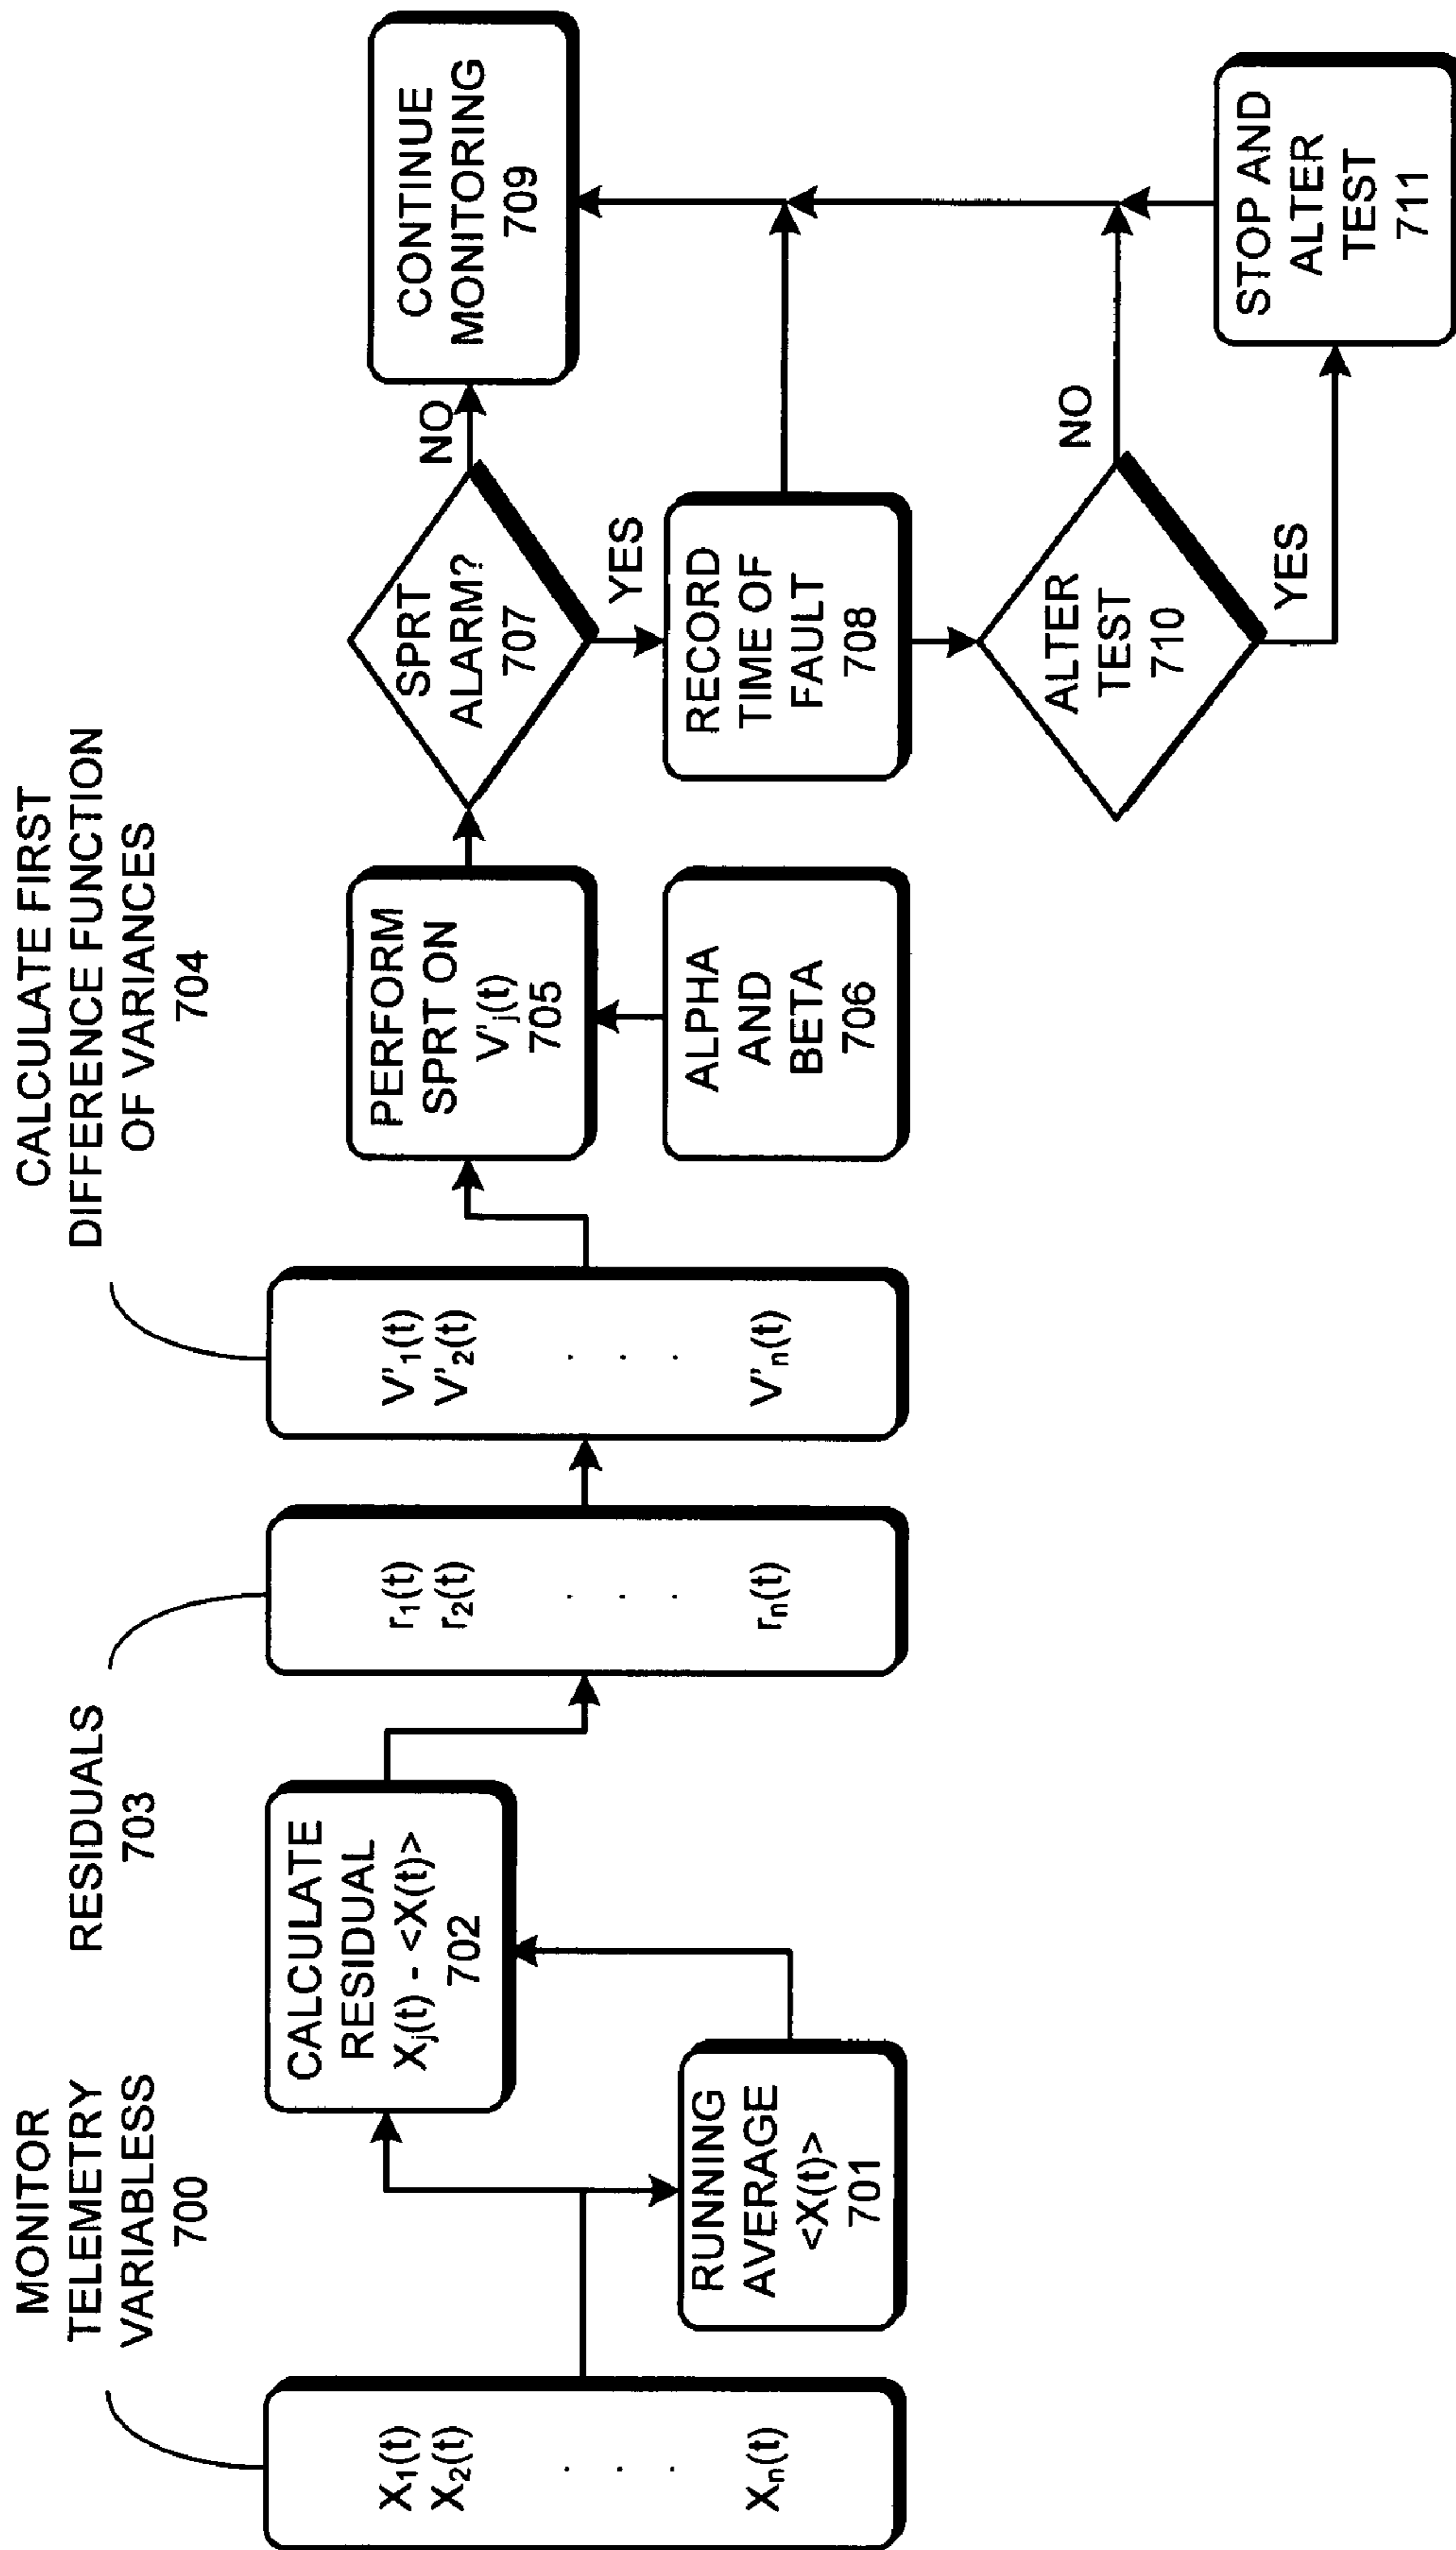 MONITOR
TELEMETRY
VARIABLESS
700
X1(t)
X2(t)
. . .
Xn(t)
RUNNING
AVERAGE
<X(t)>
701
CALCULATE
RESIDUAL
Xj(t) - <X(t)>
702
RESIDUALS
703
r1(t)
r2(t)
. . .
rn(t)
CALCULATE FIRST
DIFFERENCE FUNCTION
OF VARIANCES
704
V'1(t)
V'2(t)
. . .
V'n(t)
PERFORM
SPRT ON
V'j(t)
705
ALPHA
AND
BETA
706
SPRT
ALARM?
707
NO
CONTINUE
MONITORING
709
YES
RECORD
TIME OF
FAULT
708
ALTER
TEST
710
NO
YES
STOP AND
ALTER
TEST
711